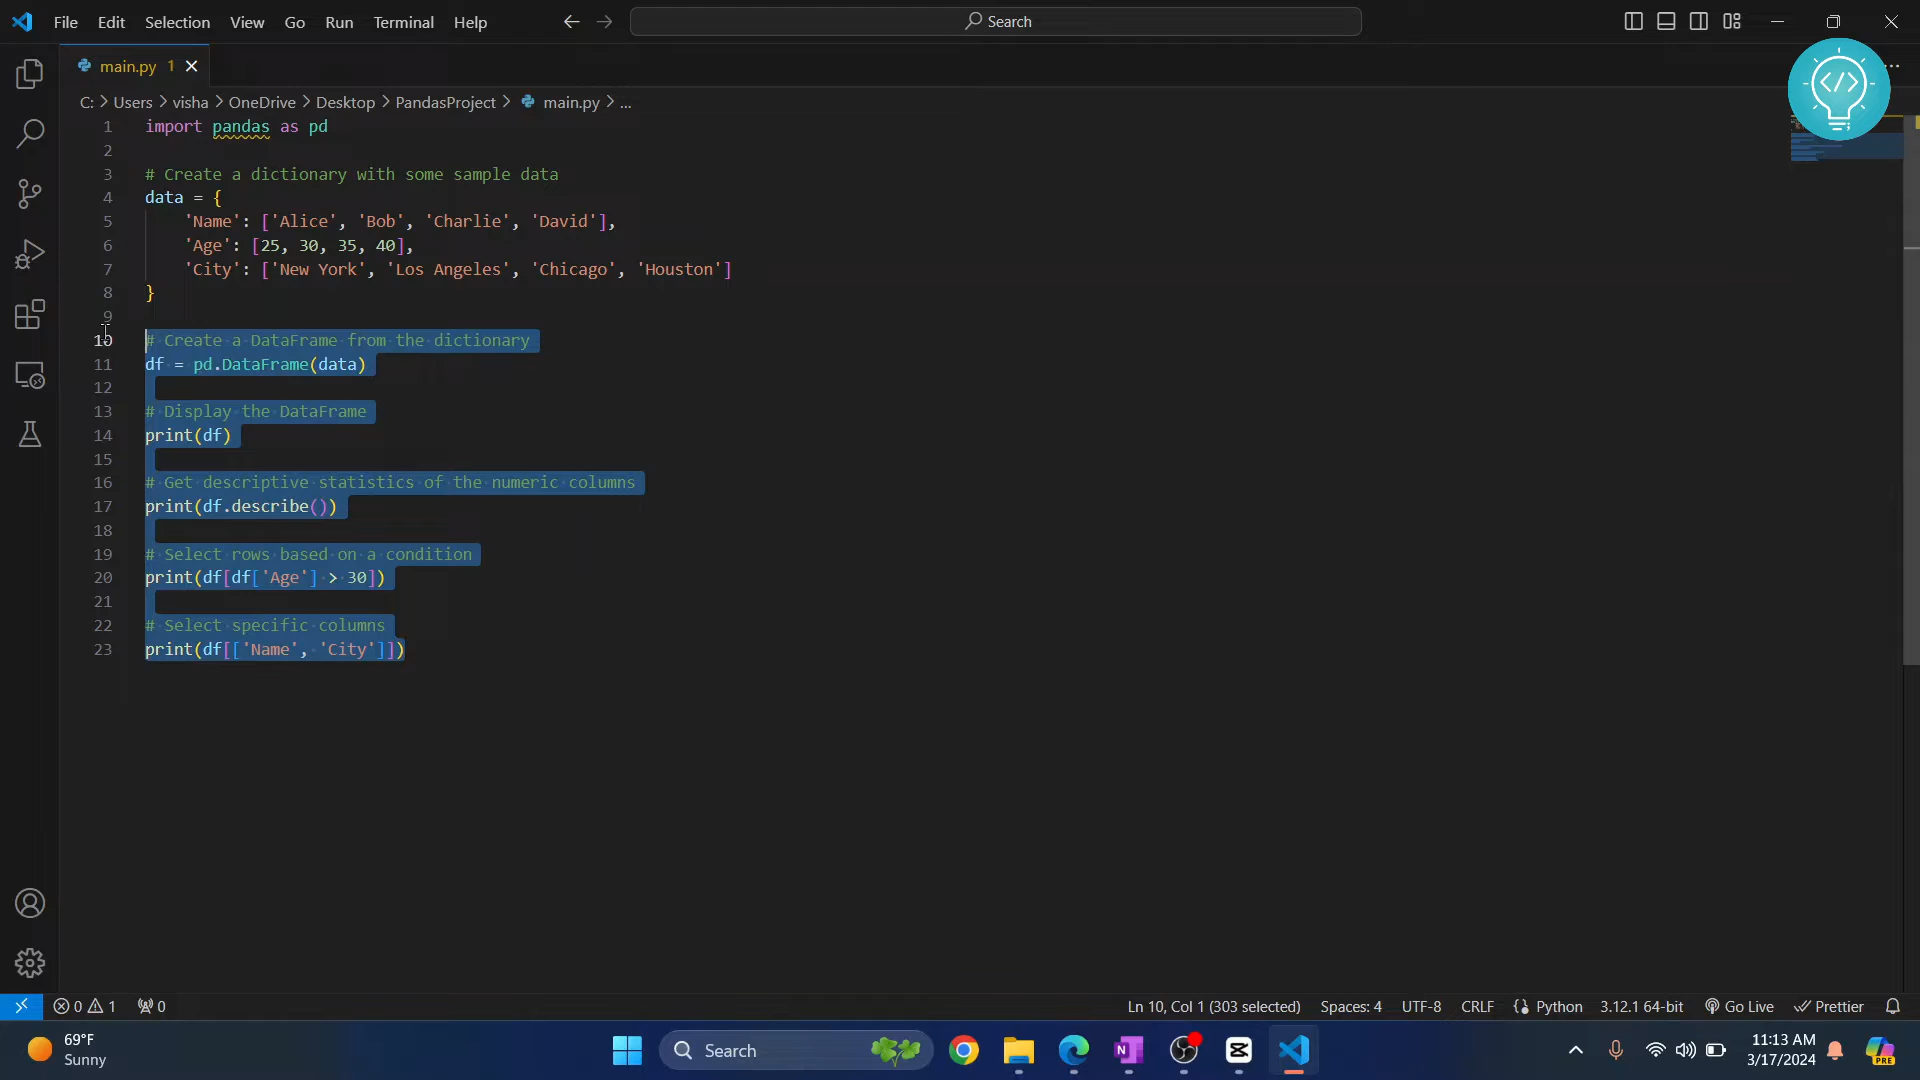 File Edit Selection View Go Run Terminal Help Search
main.py 1
C: > Users > visha > OneDrive > Desktop > PandasProject > main.py > ...
1 import pandas as pd
2
3 # Create a dictionary with some sample data
4 data = {
5 'Name': ['Alice', 'Bob', 'Charlie', 'David'],
6 'Age': [25, 30, 35, 40],
7 'City': ['New York', 'Los Angeles', 'Chicago', 'Houston']
8 }
9
10 # Create a DataFrame from the dictionary
11 df = pd.DataFrame(data)
12
13 # Display the DataFrame
14 print(df)
15
16 # Get descriptive statistics of the numeric columns
17 print(df.describe())
18
19 # Select rows based on a condition
20 print(df[df['Age'] > 30])
21
22 # Select specific columns
23 print(df[['Name', 'City']])
0 1 0 Ln 10, Col 1 (303 selected) Spaces: 4 UTF-8 CRLF Python 3.12.1 64-bit Go Live Prettier
69°F
Sunny
Search
11:13 AM
3/17/2024
PRE